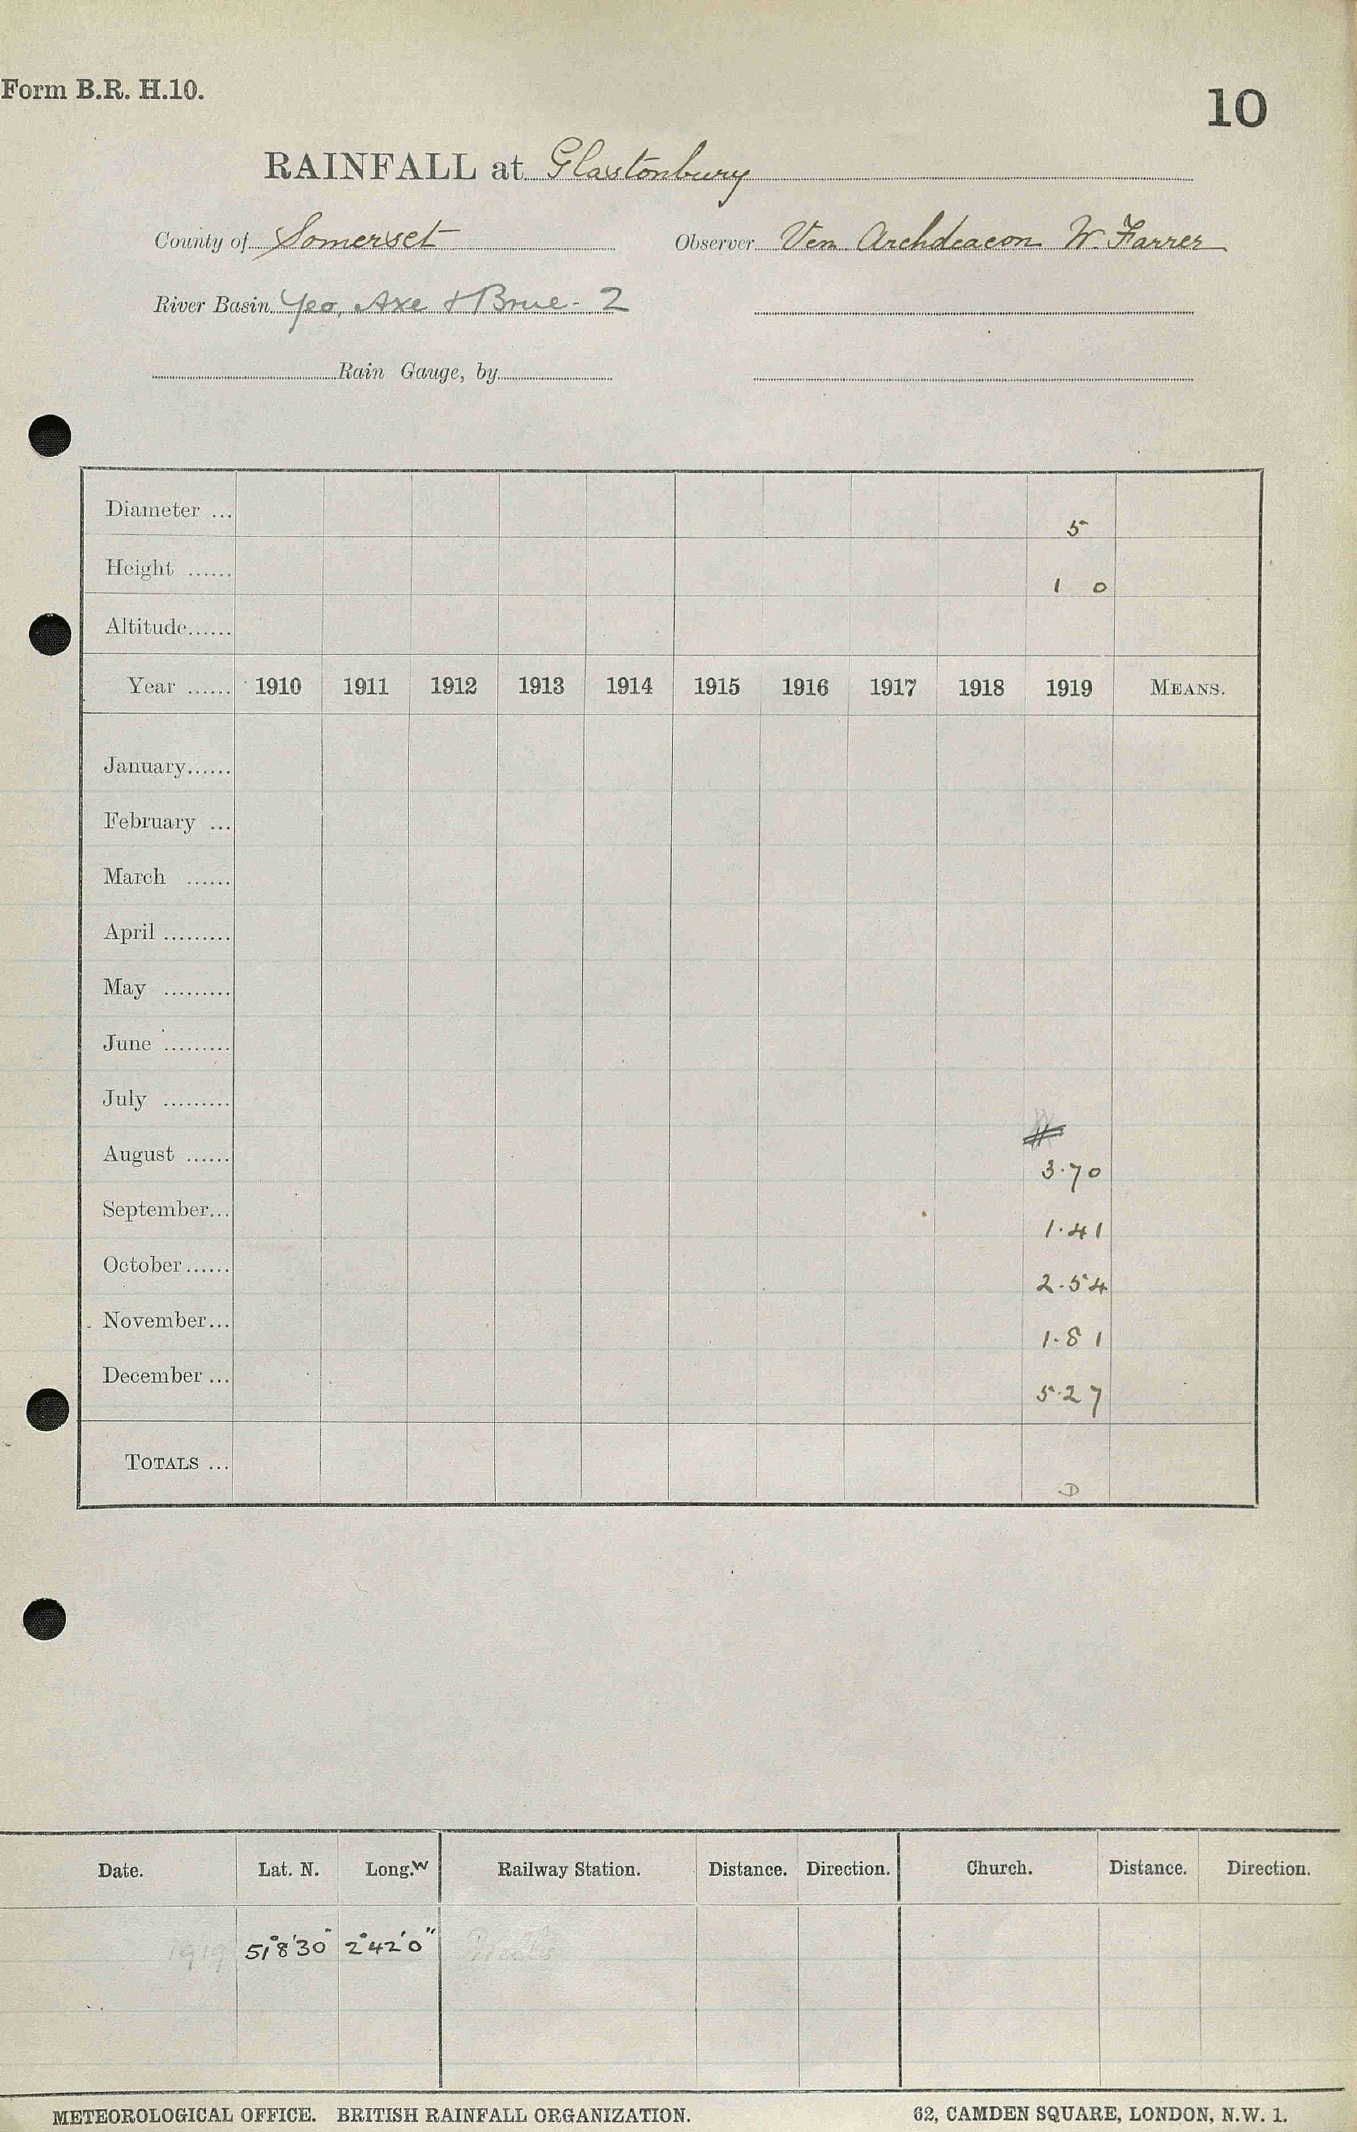 Form B.R. H.10.
10
RAINFALL at Glastonbury
County of Somerset Observer Ven Archdeacon W. Farrer
River Basin Yeo, Axe & Brue - 2
Rain Gauge, by
Diameter ... 5
Height ...... 1 0
Altitude......
Year ...... 1910 1911 1912 1913 1914 1915 1916 1917 1918 1919 MEANS.
January......
February ...
March ......
April .........
May .........
June .........
July .........
August ...... 3.70
September... 1.41
October...... 2.54
November... 1.81
December... 5.27
TOTALS ... D
Date. Lat. N. Long. W Railway Station. Distance. Direction. Church. Distance. Direction.
1919 51°8'30" 2°42'0" Wells
METEOROLOGICAL OFFICE. BRITISH RAINFALL ORGANIZATION. 62, CAMDEN SQUARE, LONDON, N.W. 1.